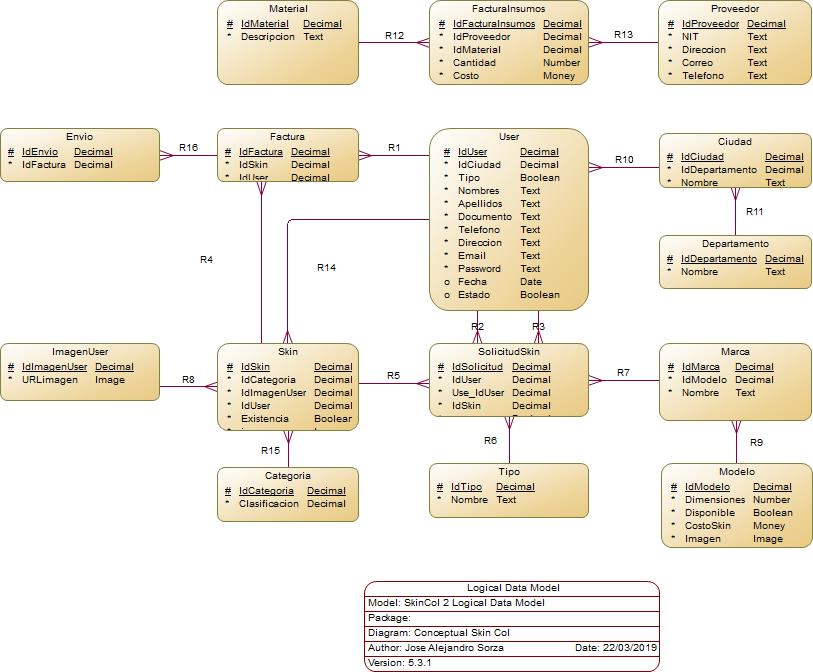 Material
# IdMaterial Decimal
* Descripcion Text
R12
FacturaInsumos
# IdFacturaInsumos Decimal
* IdProveedor Decimal
* IdMaterial Decimal
* Cantidad Number
* Costo Money
R13
Proveedor
# IdProveedor Decimal
* NIT Text
* Direccion Text
* Correo Text
* Telefono Text
Envio
# IdEnvio Decimal
* IdFactura Decimal
R16
Factura
# IdFactura Decimal
* IdSkin Decimal
* IdUser Decimal
R1
User
# IdUser Decimal
* IdCiudad Decimal
* Tipo Boolean
* Nombres Text
* Apellidos Text
* Documento Text
* Telefono Text
* Direccion Text
* Email Text
* Password Text
o Fecha Date
o Estado Boolean
R10
Ciudad
# IdCiudad Decimal
* IdDepartamento Decimal
* Nombre Text
R11
Departamento
# IdDepartamento Decimal
* Nombre Text
R4
R14
R2
R3
ImagenUser
# IdImagenUser Decimal
* URLimagen Image
R8
Skin
# IdSkin Decimal
* IdCategoria Decimal
* IdImagenUser Decimal
* IdUser Decimal
* Existencia Boolear
R5
SolicitudSkin
# IdSolicitud Decimal
* IdUser Decimal
* Use_IdUser Decimal
* IdSkin Decimal
R7
Marca
# IdMarca Decimal
* IdModelo Decimal
* Nombre Text
R15
R6
R9
Categoria
# IdCategoria Decimal
* Clasificacion Decimal
Tipo
# IdTipo Decimal
* Nombre Text
Modelo
# IdModelo Decimal
* Dimensiones Number
* Disponible Boolean
* CostoSkin Money
* Imagen Image
Logical Data Model
Model: SkinCol 2 Logical Data Model
Package:
Diagram: Conceptual Skin Col
Author: Jose Alejandro Sorza Date: 22/03/2019
Version: 5.3.1